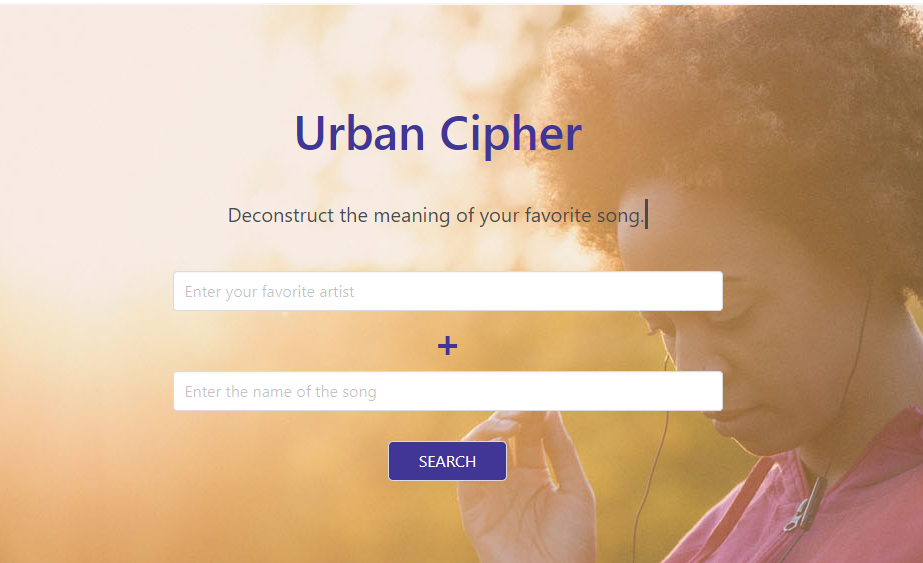 Urban Cipher
Deconstruct the meaning of your favorite song.
Enter your favorite artist
+
Enter the name of the song
SEARCH